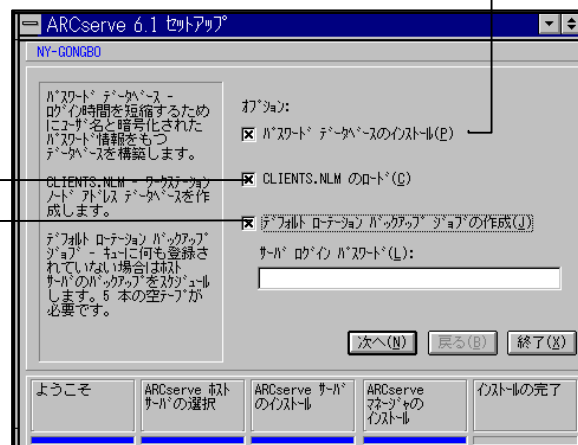 ARCserve 6.1 ｾｯﾄｱｯﾌﾟ
NY-GONGBO
ﾊﾟｽﾜｰﾄﾞ ﾃﾞｰﾀﾍﾞｰｽ -
ﾛｸﾞｲﾝ時間を短縮するため
にﾕｰｻﾞ名と暗号化された
ﾊﾟｽﾜｰﾄﾞ情報をもつ
ﾃﾞｰﾀﾍﾞｰｽを構築します。
CLIENTS.NLM - ﾜｰｸｽﾃｰｼｮﾝ
ﾉｰﾄﾞ ｱﾄﾞﾚｽ ﾃﾞｰﾀﾍﾞｰｽを作
成します。
ﾃﾞﾌｫﾙﾄ ﾛｰﾃｰｼｮﾝ ﾊﾞｯｸｱｯﾌﾟ
ｼﾞｮﾌﾞ - ｷｭｰに何も登録さ
れていない場合はﾎｽﾄ
ｻｰﾊﾞのﾊﾞｯｸｱｯﾌﾟをｽｹｼﾞｭｰﾙ
します。5 本の空ﾃｰﾌﾟが
必要です。
ｵﾌﾟｼｮﾝ:
ﾊﾟｽﾜｰﾄﾞ ﾃﾞｰﾀﾍﾞｰｽのｲﾝｽﾄｰﾙ(P)
CLIENTS.NLM のﾛｰﾄﾞ(C)
ﾃﾞﾌｫﾙﾄ ﾛｰﾃｰｼｮﾝ ﾊﾞｯｸｱｯﾌﾟ ｼﾞｮﾌﾞの作成(J)
ｻｰﾊﾞ ﾛｸﾞｲﾝ ﾊﾟｽﾜｰﾄﾞ(L):
次へ(N)
戻る(B)
終了(X)
ようこそ
ARCserve ﾎｽﾄ
ｻｰﾊﾞの選択
ARCserve ｻｰﾊﾞ
のｲﾝｽﾄｰﾙ
ARCserve
ﾏﾈｰｼﾞｬの
ｲﾝｽﾄｰﾙ
ｲﾝｽﾄｰﾙの完了